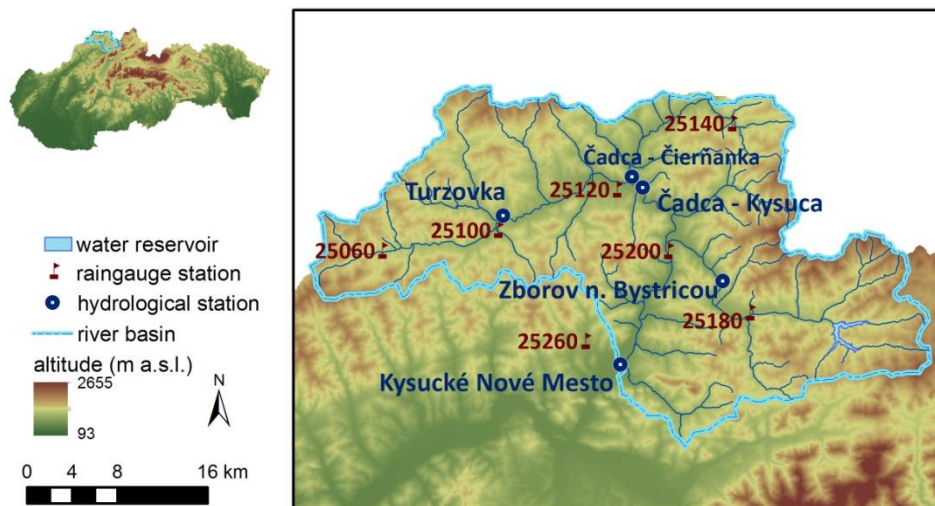 water reservoir
raingauge station
hydrological station
river basin
altitude (m a.s.l.)
2655
93
N
0 4 8 16 km
25140
Čadca - Čierňanka
25120
Čadca - Kysuca
Turzovka
25100
25060
25200
Zborov n. Bystricou
25180
25260
Kysucké Nové Mesto